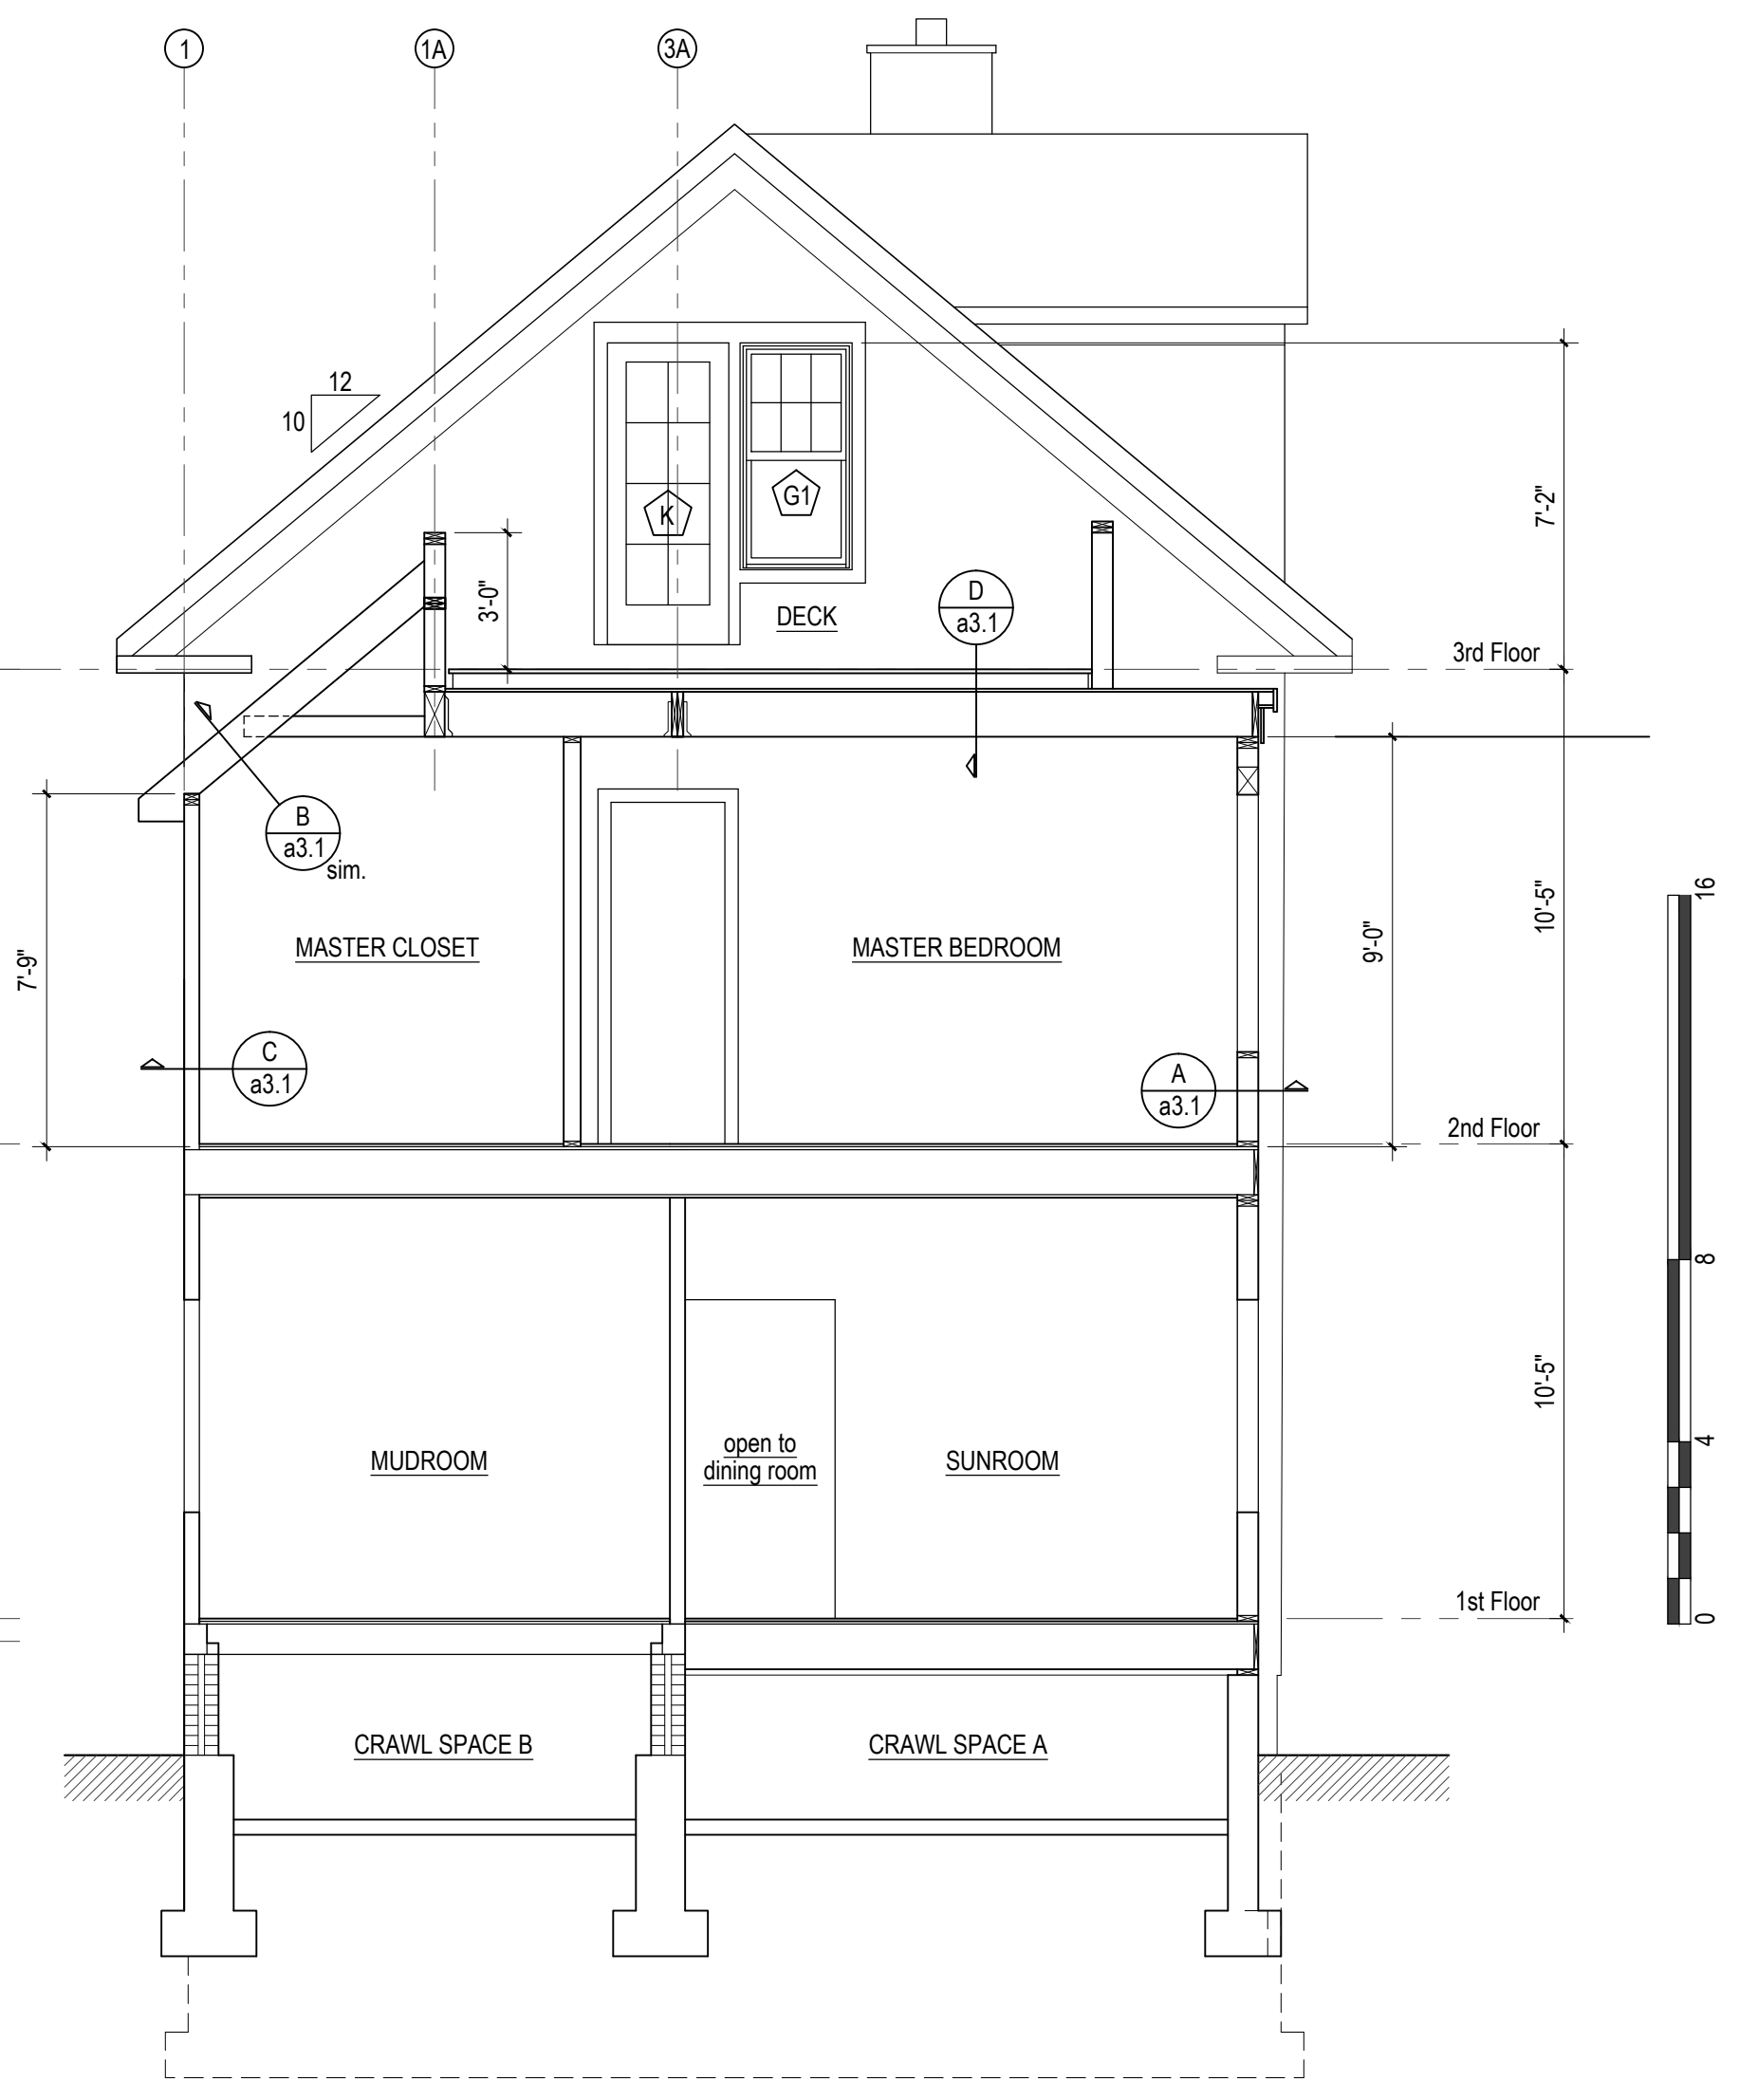 1
1A
3A
12
10
K
G1
7'-2"
3'-0"
DECK
D
a3.1
3rd Floor
B
a3.1
sim.
16
MASTER CLOSET
MASTER BEDROOM
7'-9"
9'-0"
10'-5"
C
a3.1
A
a3.1
2nd Floor
8
10'-5"
4
MUDROOM
open to
dining room
SUNROOM
1st Floor
0
CRAWL SPACE B
CRAWL SPACE A